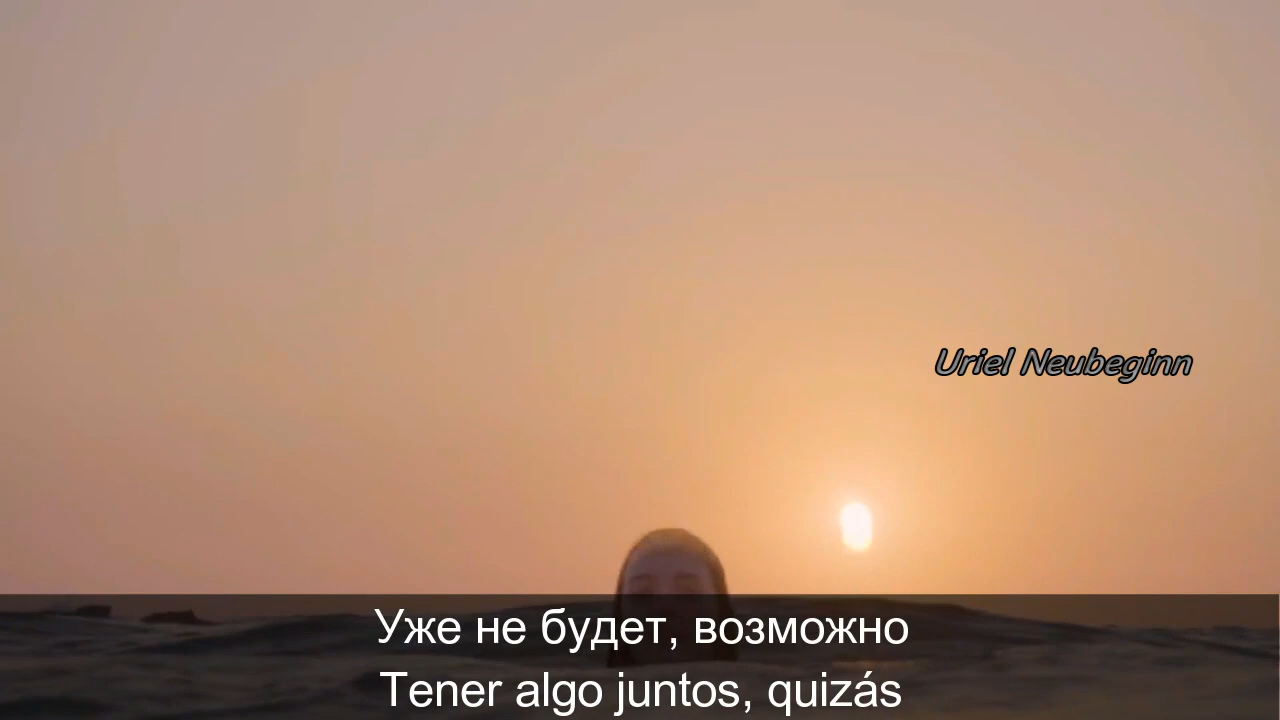 Uriel Neubeginn
Уже не будет, возможно
Tener algo juntos, quizás